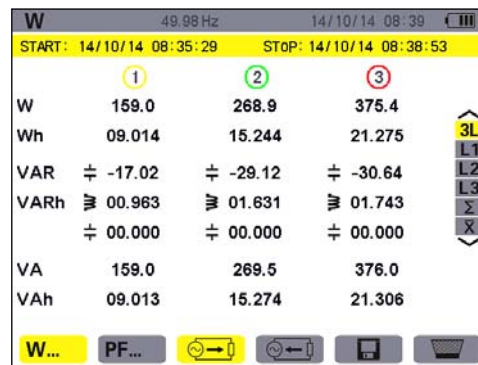 W 49.98 Hz 14/10/14 08:39
START: 14/10/14 08:35:29 STOP: 14/10/14 08:38:53
1 2 3
W 159.0 268.9 375.4
Wh 09.014 15.244 21.275
VAR -17.02 -29.12 -30.64
VARh 00.963 01.631 01.743
00.000 00.000 00.000
VA 159.0 269.5 376.0
VAh 09.013 15.274 21.306
3L
L1
L2
L3
Σ
X̄
W... PF...